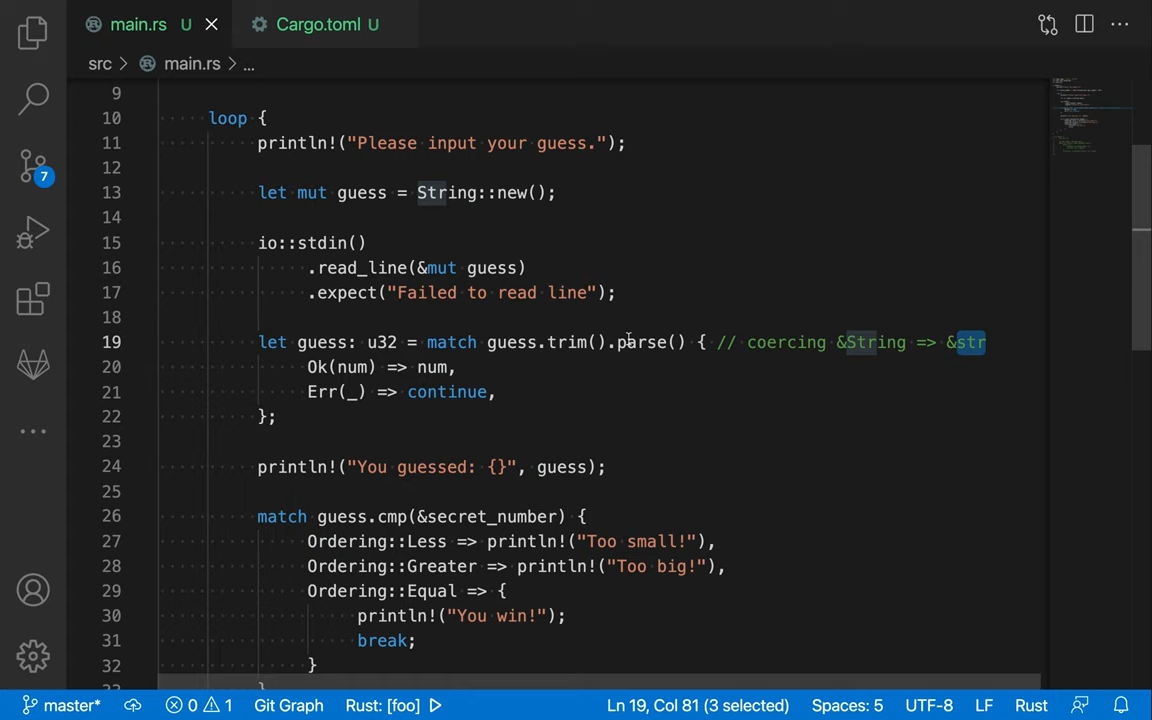 main.rs U Cargo.toml U
src > main.rs > ...
9
10 loop {
11 println!("Please input your guess.");
12
13 let mut guess = String::new();
14
15 io::stdin()
16 .read_line(&mut guess)
17 .expect("Failed to read line");
18
19 let guess: u32 = match guess.trim().parse() { // coercing &String => &str
20 Ok(num) => num,
21 Err(_) => continue,
22 };
23
24 println!("You guessed: {}", guess);
25
26 match guess.cmp(&secret_number) {
27 Ordering::Less => println!("Too small!"),
28 Ordering::Greater => println!("Too big!"),
29 Ordering::Equal => {
30 println!("You win!");
31 break;
32 }
7
master* 0 1 Git Graph Rust: [foo] Ln 19, Col 81 (3 selected) Spaces: 5 UTF-8 LF Rust